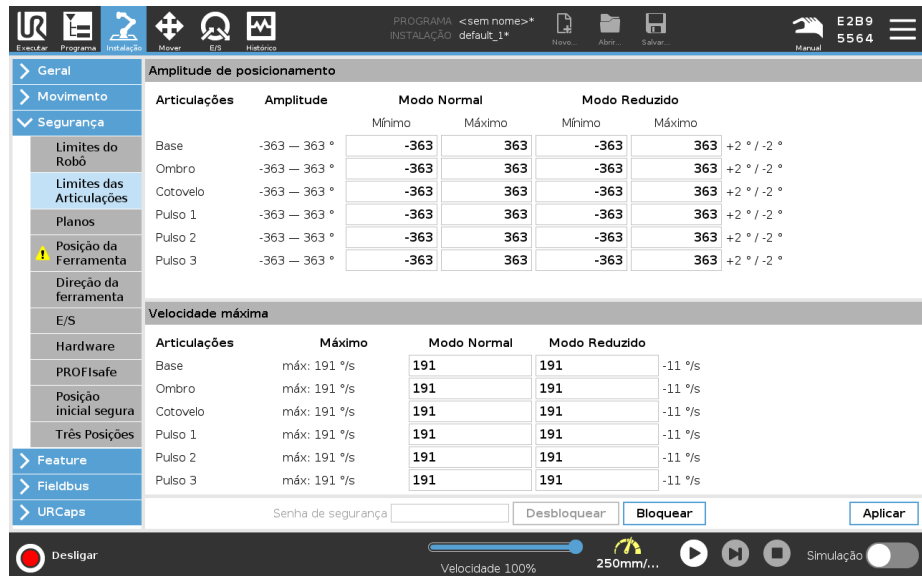 PROGRAMA <sem nome>*
INSTALAÇÃO default_1*
Executar Programa Instalação Mover E/S Histórico Novo... Abrir... Salvar... Manual
E2B9
5564
Geral
Movimento
Segurança
Limites do
Robô
Limites das
Articulações
Planos
Posição da
Ferramenta
Direção da
ferramenta
E/S
Hardware
PROFIsafe
Posição
inicial segura
Três Posições
Feature
Fieldbus
URCaps
Amplitude de posicionamento
Articulações Amplitude Modo Normal Modo Reduzido
Mínimo Máximo Mínimo Máximo
Base -363 — 363 ° -363 363 -363 363 +2 ° / -2 °
Ombro -363 — 363 ° -363 363 -363 363 +2 ° / -2 °
Cotovelo -363 — 363 ° -363 363 -363 363 +2 ° / -2 °
Pulso 1 -363 — 363 ° -363 363 -363 363 +2 ° / -2 °
Pulso 2 -363 — 363 ° -363 363 -363 363 +2 ° / -2 °
Pulso 3 -363 — 363 ° -363 363 -363 363 +2 ° / -2 °
Velocidade máxima
Articulações Máximo Modo Normal Modo Reduzido
Base máx: 191 °/s 191 191 -11 °/s
Ombro máx: 191 °/s 191 191 -11 °/s
Cotovelo máx: 191 °/s 191 191 -11 °/s
Pulso 1 máx: 191 °/s 191 191 -11 °/s
Pulso 2 máx: 191 °/s 191 191 -11 °/s
Pulso 3 máx: 191 °/s 191 191 -11 °/s
Senha de segurança Desbloquear Bloquear Aplicar
Desligar
Velocidade 100%
250mm/...
Simulação